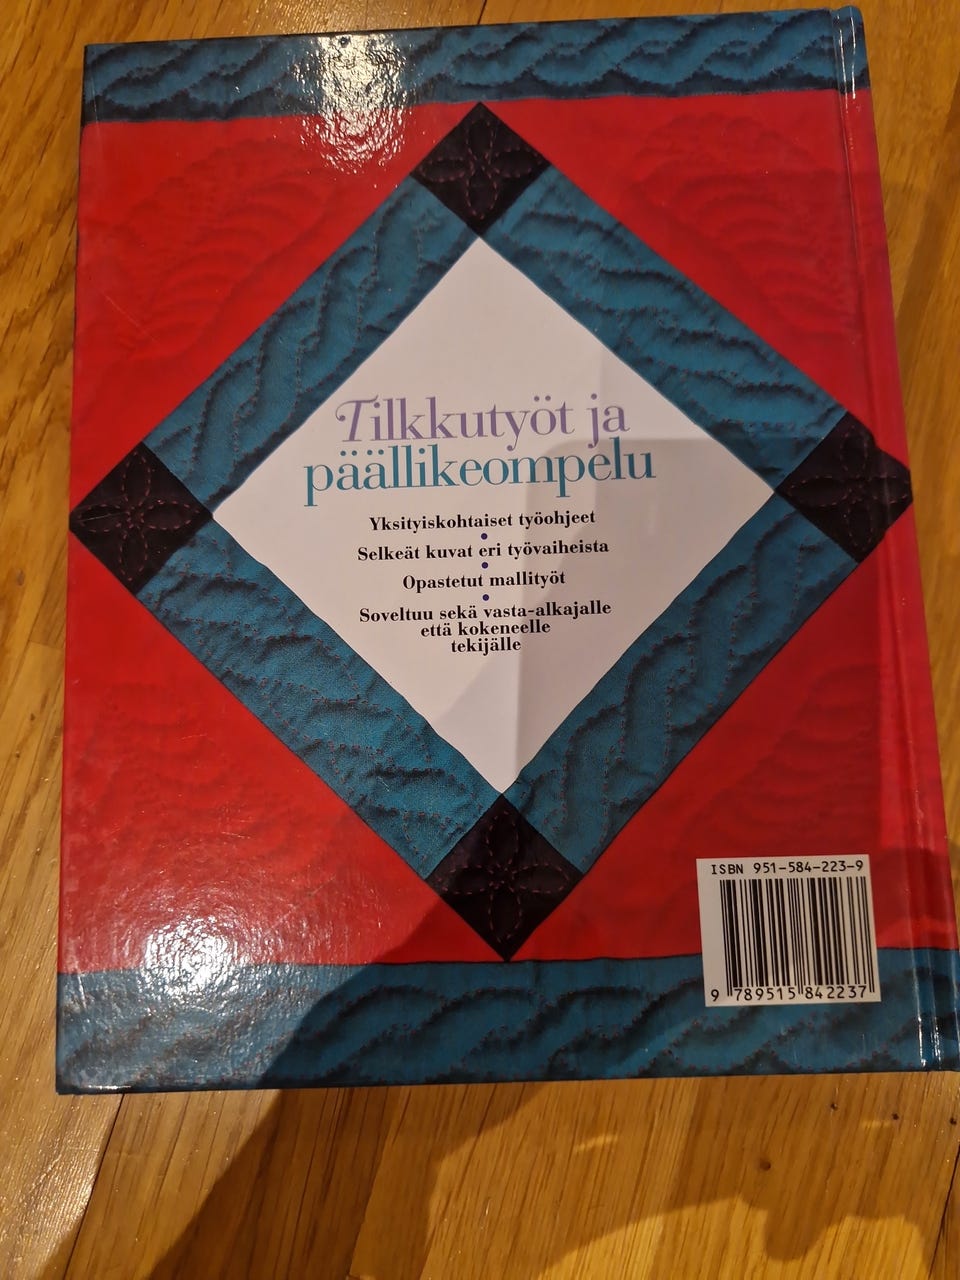 Tilkkutyöt ja
päällikeompelu
Yksityiskohtaiset työohjeet
•
Selkeät kuvat eri työvaiheista
•
Opastetut mallityöt
•
Soveltuu sekä vasta-alkajalle
että kokeneelle
tekijälle
ISBN 951-584-223-9
9 789515 842237